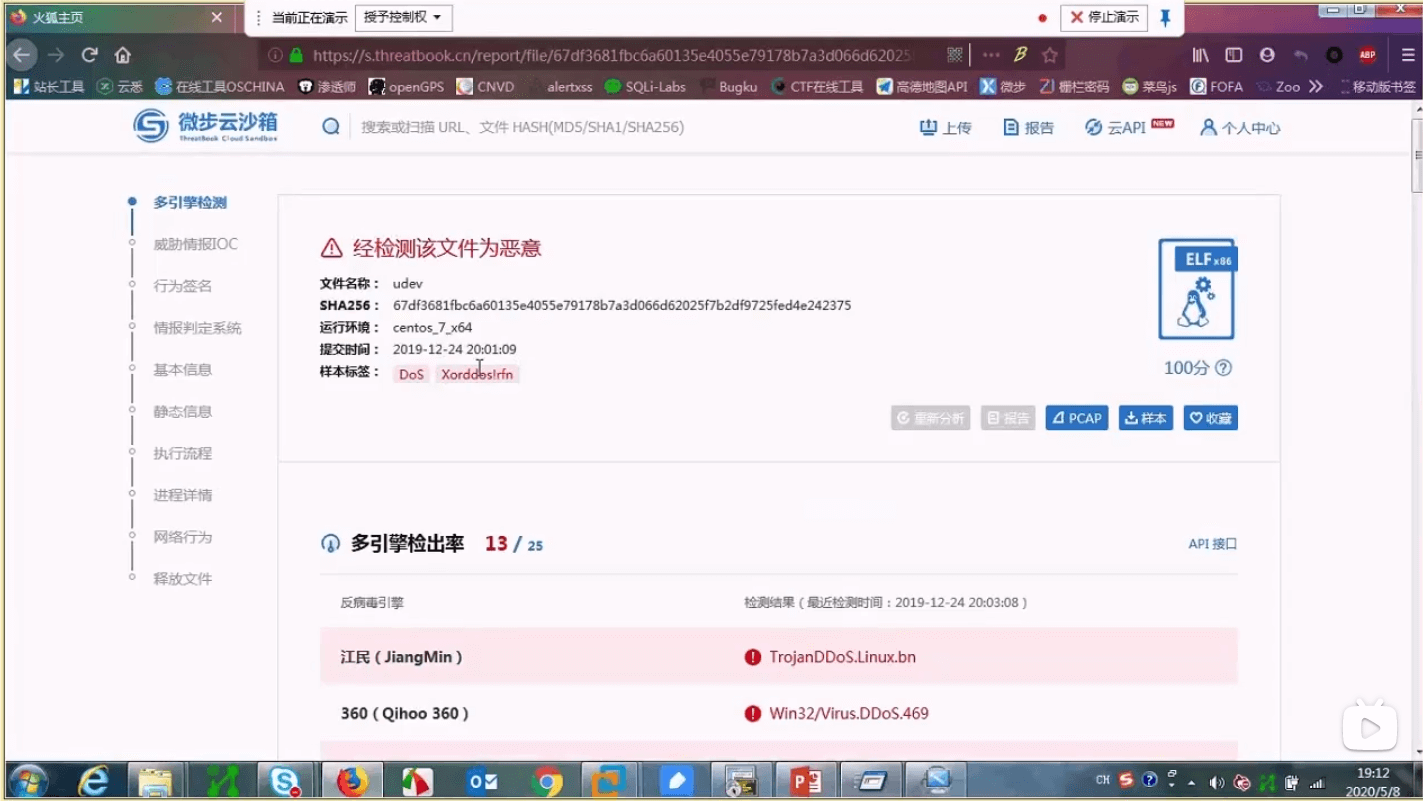 火狐主页
当前正在演示 授予控制权 停止演示
https://s.threatbook.cn/report/file/67df3681fbc6a60135e4055e79178b7a3d066d62025
站长工具 云悉 在线工具OSCHINA 渗透师 openGPS CNVD alertxss SQLi-Labs Bugku CTF在线工具 高德地图API 微步 栅栏密码 菜鸟js FOFA Zoo 移动版书签
微步云沙箱
ThreatBook Cloud Sandbox
搜索或扫描 URL、文件 HASH(MD5/SHA1/SHA256)
上传 报告 云API NEW 个人中心
多引擎检测
威胁情报IOC
行为签名
情报判定系统
基本信息
静态信息
执行流程
进程详情
网络行为
释放文件
经检测该文件为恶意
文件名称： udev
SHA256： 67df3681fbc6a60135e4055e79178b7a3d066d62025f7b2df9725fed4e242375
运行环境： centos_7_x64
提交时间： 2019-12-24 20:01:09
样本标签： DoS Xorddos!rfn
ELF x86
100分
重新分析 报告 PCAP 样本 收藏
多引擎检出率 13 / 25
API 接口
反病毒引擎 检测结果（最近检测时间：2019-12-24 20:03:08）
江民（JiangMin） TrojanDDoS.Linux.bn
360（Qihoo 360） Win32/Virus.DDoS.469
CH
19:12
2020/5/8